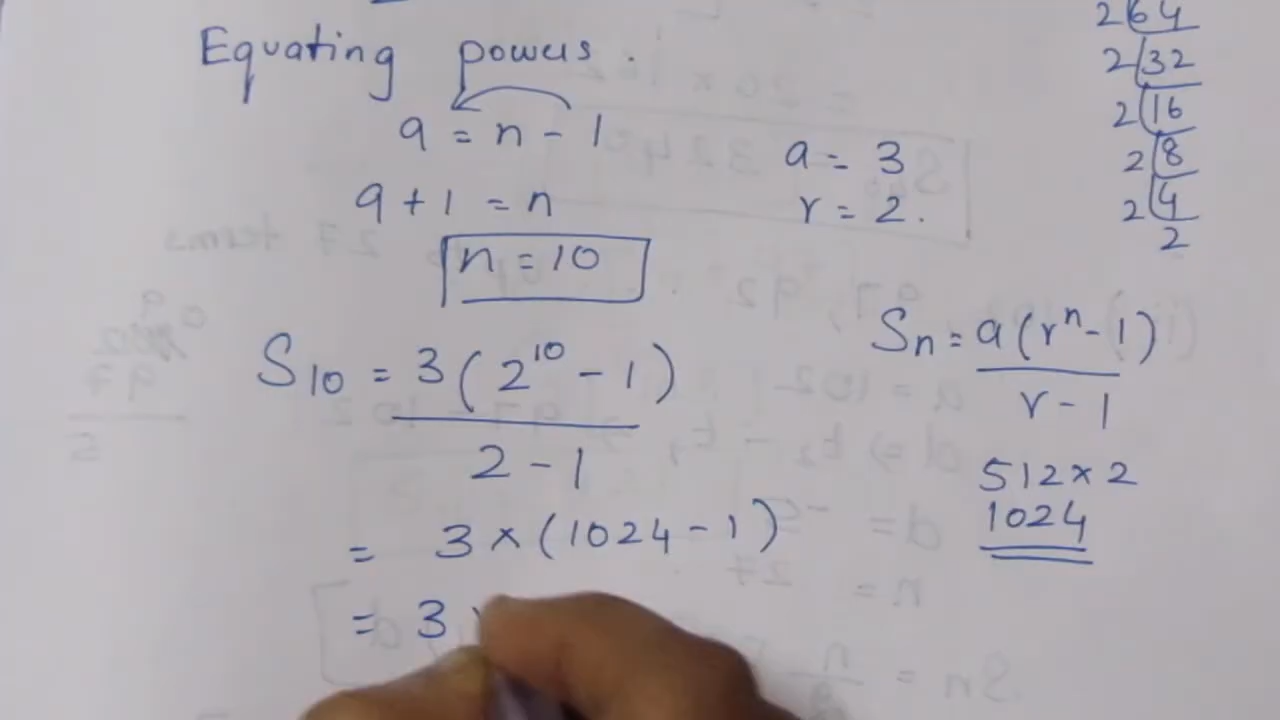 Equating powers.
9 = n - 1
9 + 1 = n
n = 10
a = 3
r = 2.
2 64
2 32
2 16
2 8
2 4
2
S10 = 3(2^10 - 1)
2 - 1
= 3 × (1024 - 1)
= 3
Sn = a(r^n - 1)
r - 1
512 × 2
1024